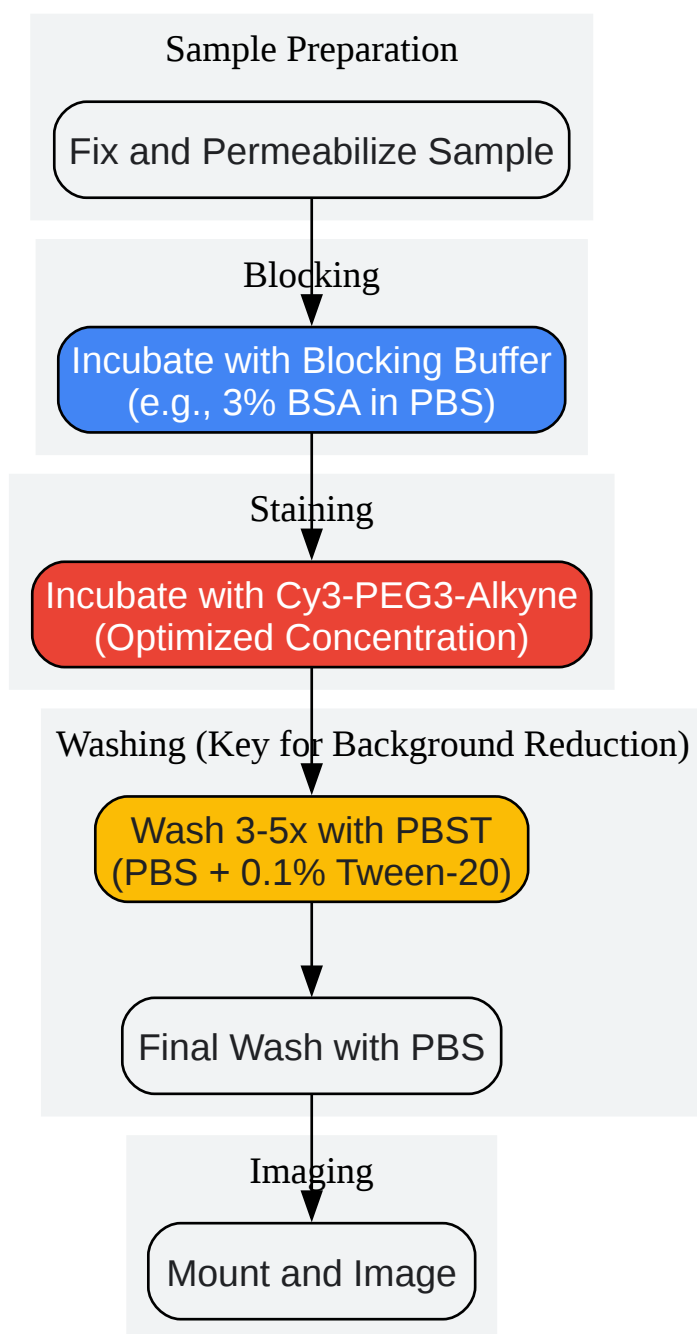 Sample Preparation
Fix and Permeabilize Sample
Blocking
Incubate with Blocking Buffer
(e.g., 3% BSA in PBS)
Staining
Incubate with Cy3-PEG3-Alkyne
(Optimized Concentration)
Washing (Key for Background Reduction)
Wash 3-5x with PBST
(PBS + 0.1% Tween-20)
Final Wash with PBS
Imaging
Mount and Image